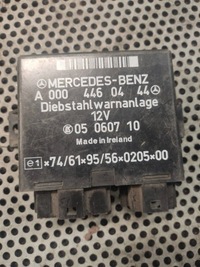 MERCEDES-BENZ
A 000 446 04 44
Diebstahlwarnanlage
12V
05 0607 10
Made in Ireland
e1 *74/61*95/56*0205*00